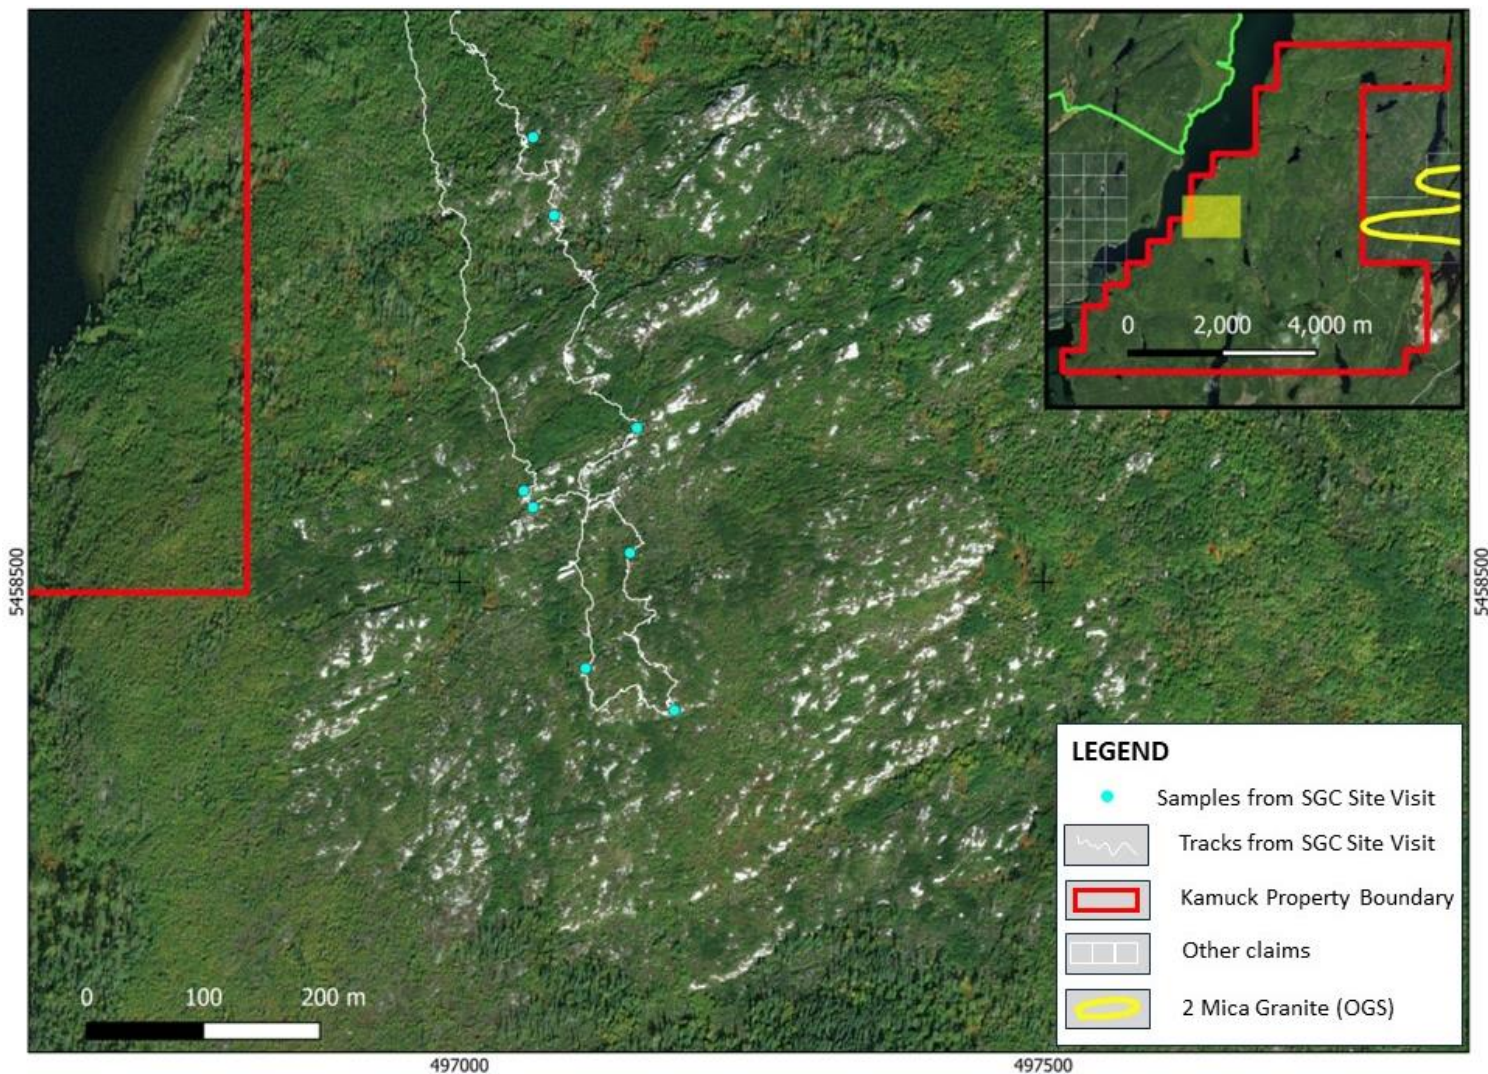 0 2,000 4,000 m
5458500
5458500
LEGEND
Samples from SGC Site Visit
Tracks from SGC Site Visit
Kamuck Property Boundary
Other claims
2 Mica Granite (OGS)
0 100 200 m
497000
497500